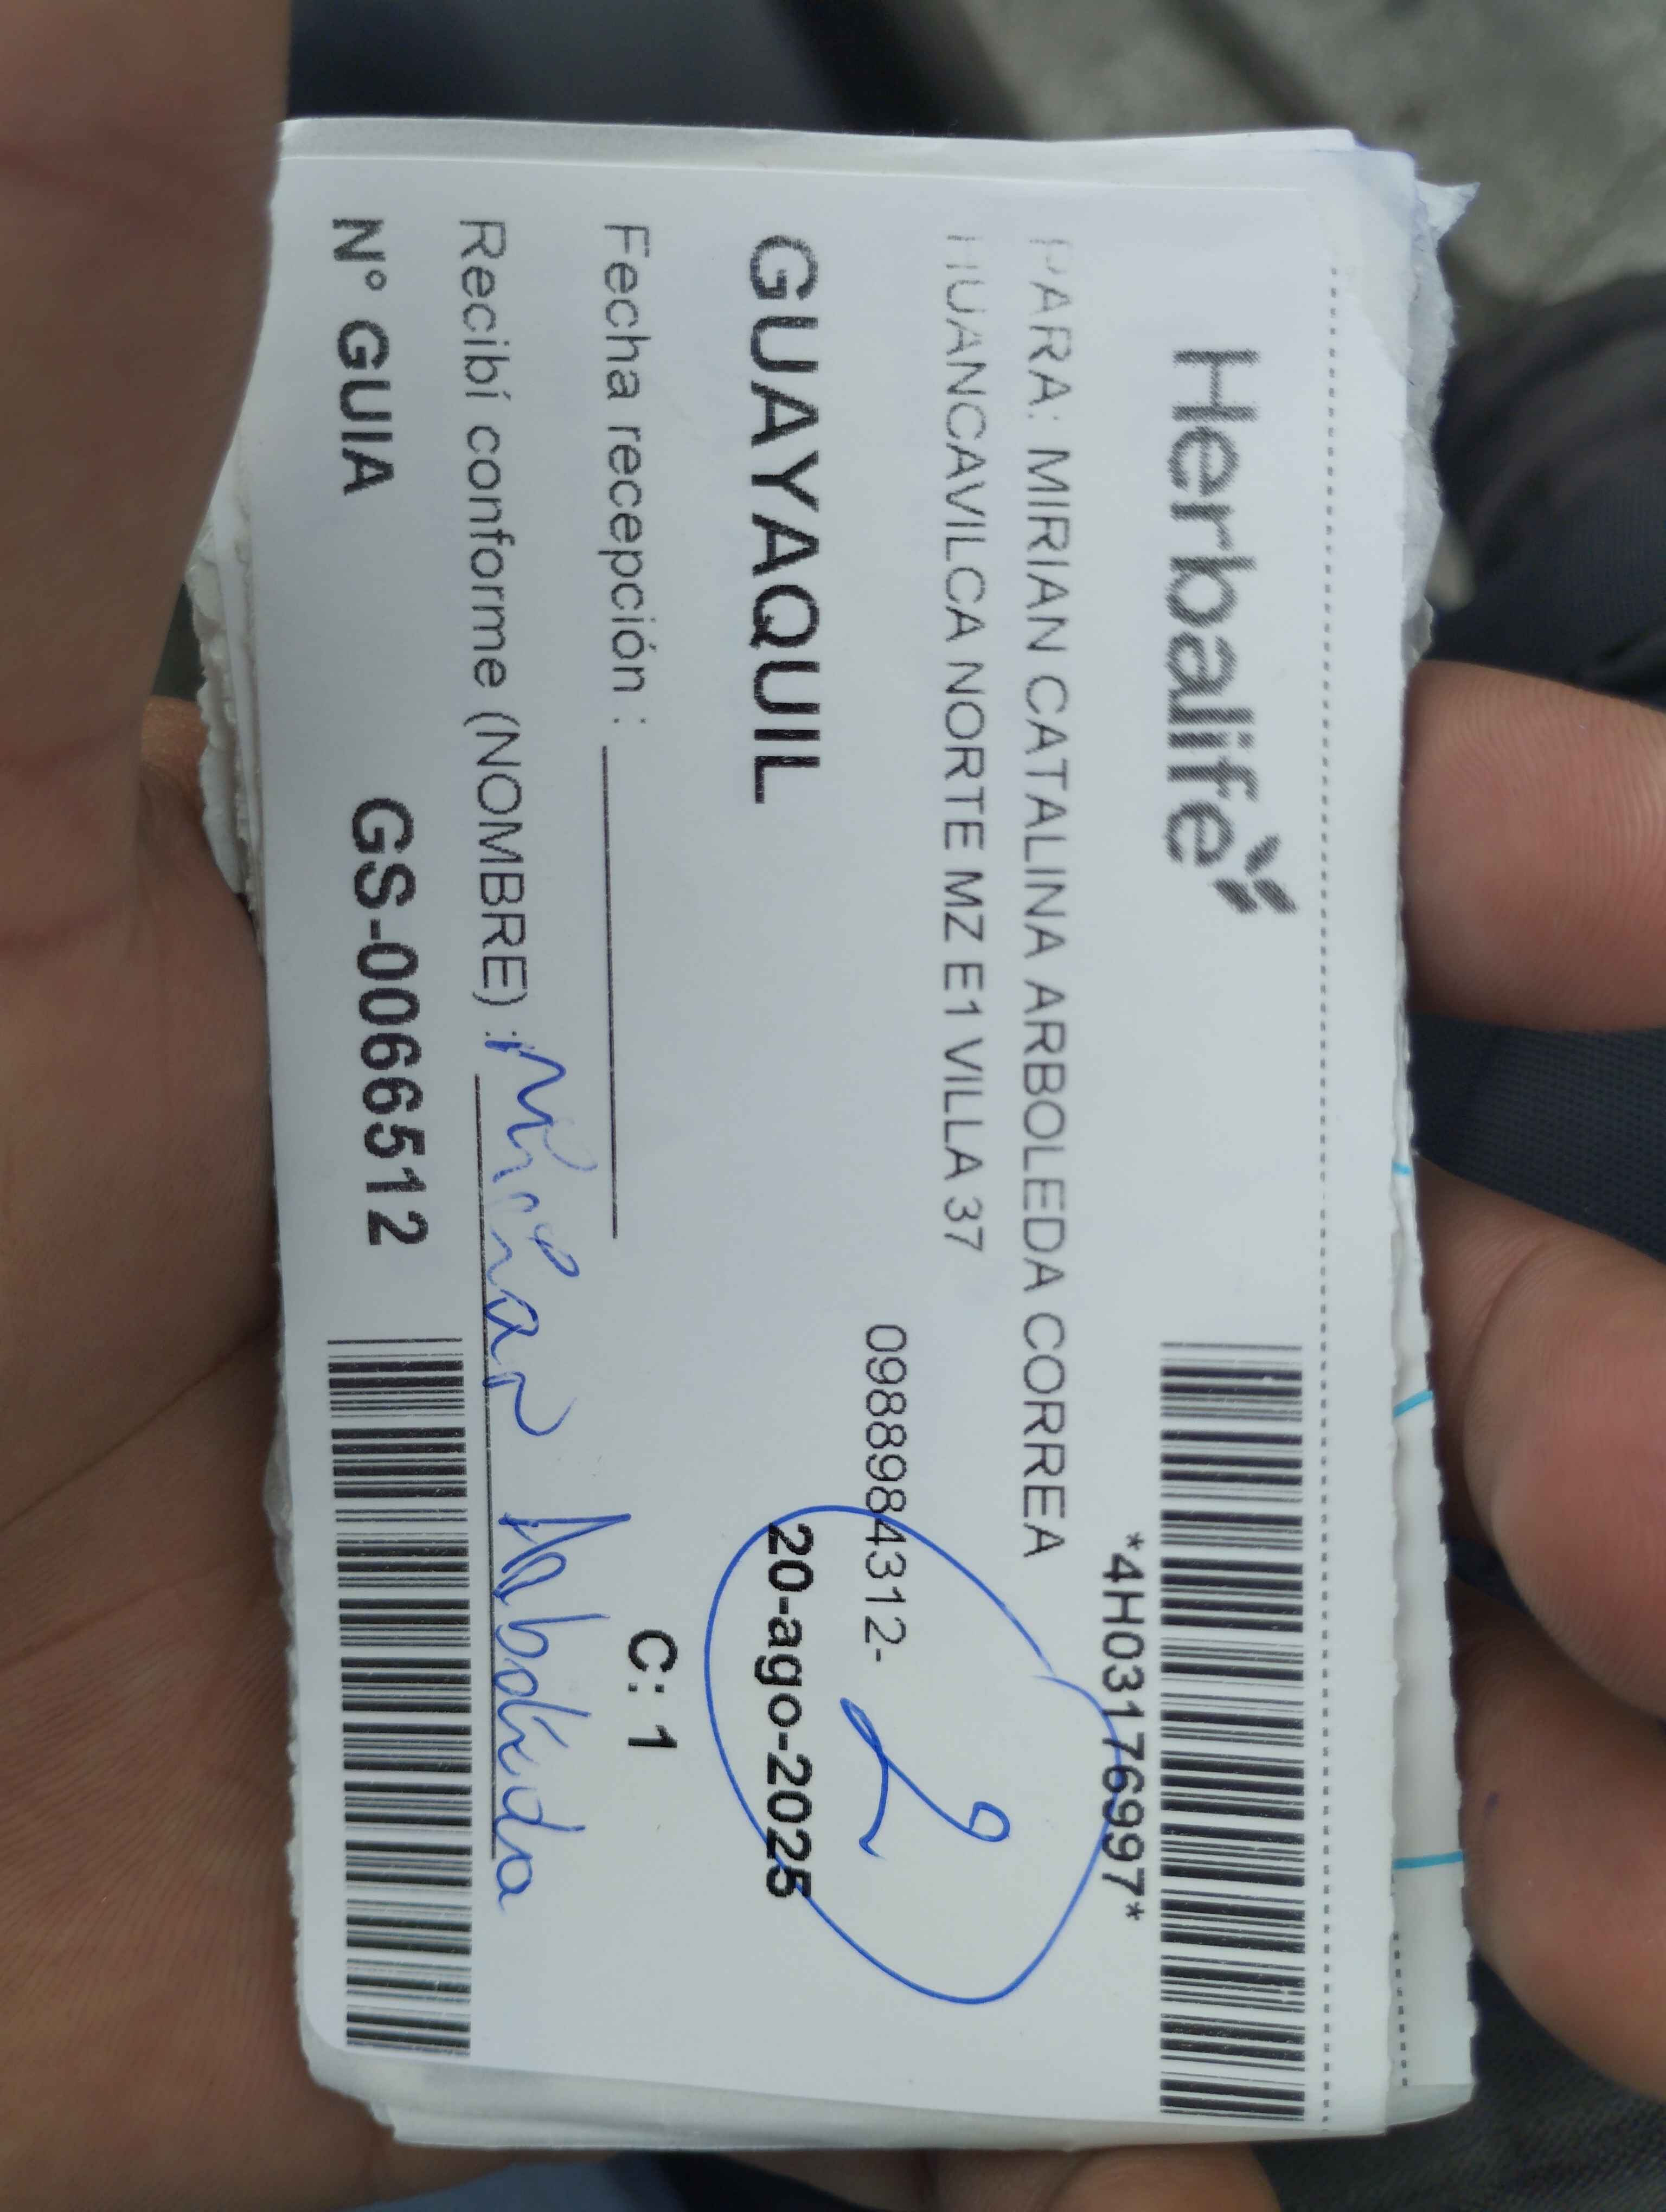 Herbalife
*4H03176997*
PARA: MIRIAN CATALINA ARBOLEDA CORREA
HUANCAVILCA NORTE MZ E1 VILLA 37
0988984312-
2
GUAYAQUIL
20-ago-2025
Fecha recepción :
C: 1
Recibí conforme (NOMBRE) : Mirian Arboleda
N° GUIA GS-0066512